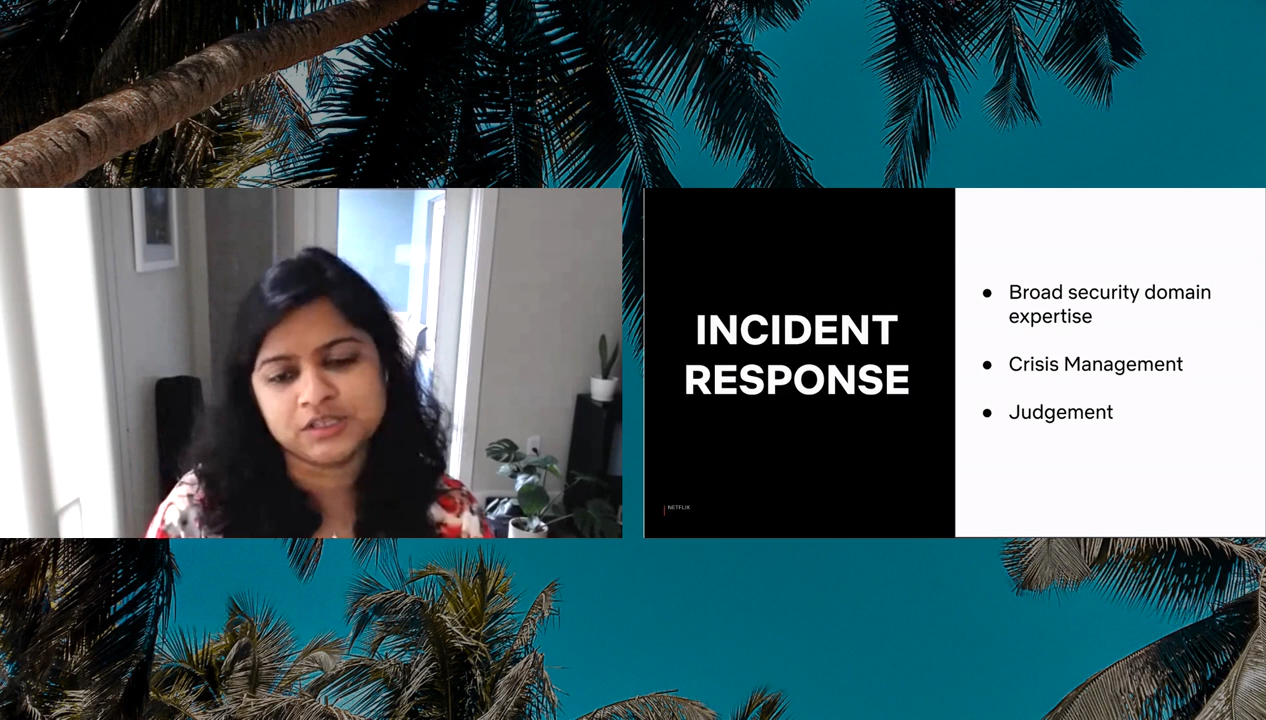 INCIDENT
RESPONSE
● Broad security domain
expertise
● Crisis Management
● Judgement
NETFLIX